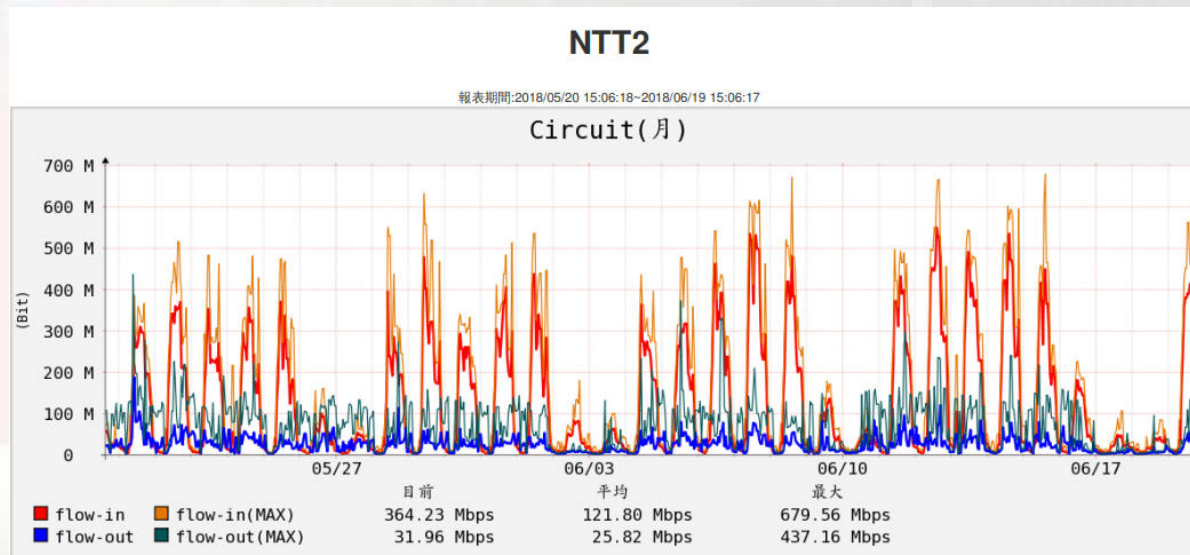 NTT2
報表期間:2018/05/20 15:06:18~2018/06/19 15:06:17
Circuit(月)
700 M
600 M
500 M
400 M
300 M
200 M
100 M
0
(Bit)
05/27 06/03 06/10 06/17
目前 平均 最大
flow-in flow-in(MAX) 364.23 Mbps 121.80 Mbps 679.56 Mbps
flow-out flow-out(MAX) 31.96 Mbps 25.82 Mbps 437.16 Mbps